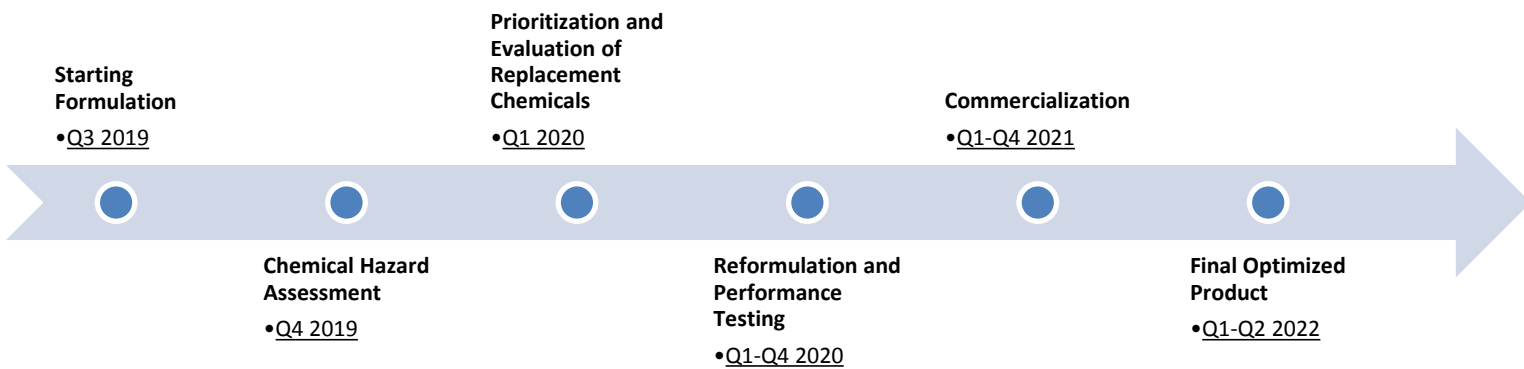 Starting
Formulation
•Q3 2019
Chemical Hazard
Assessment
•Q4 2019
Prioritization and
Evaluation of
Replacement
Chemicals
•Q1 2020
Reformulation and
Performance
Testing
•Q1-Q4 2020
Commercialization
•Q1-Q4 2021
Final Optimized
Product
•Q1-Q2 2022